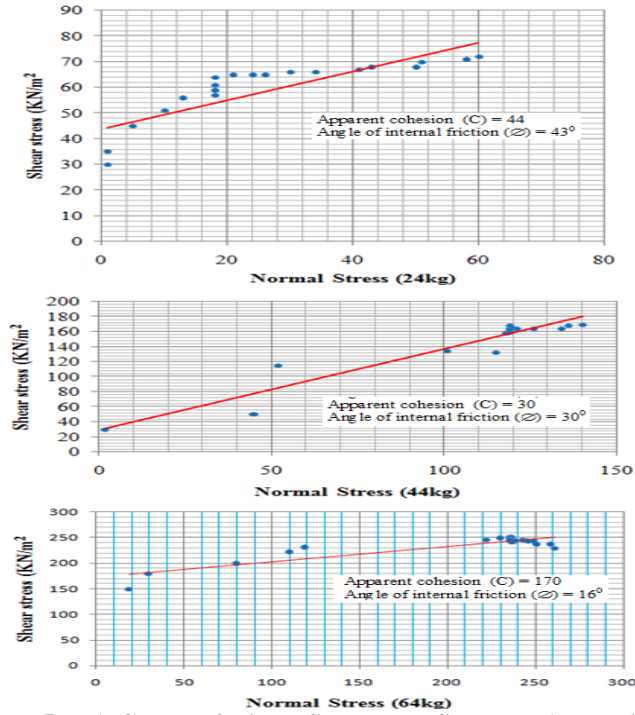 90
80
70
60
50
40
30
20
10
0
Shear stress (KN/m²
Apparent cohesion (C) = 44
Angle of internal friction (∅) = 43⁰
0 20 40 60 80
Normal Stress (24kg)
200
180
160
140
120
100
80
60
40
20
0
Shear stress (KN/m²
Apparent cohesion (C) = 30
Angle of internal friction (∅) = 30⁰
0 50 100 150
Normal Stress (44kg)
300
250
200
150
100
50
0
Shear stress (KN/m²
Apparent cohesion (C) = 170
Angle of internal friction (∅) = 16⁰
0 50 100 150 200 250 300
Normal Stress (64kg)